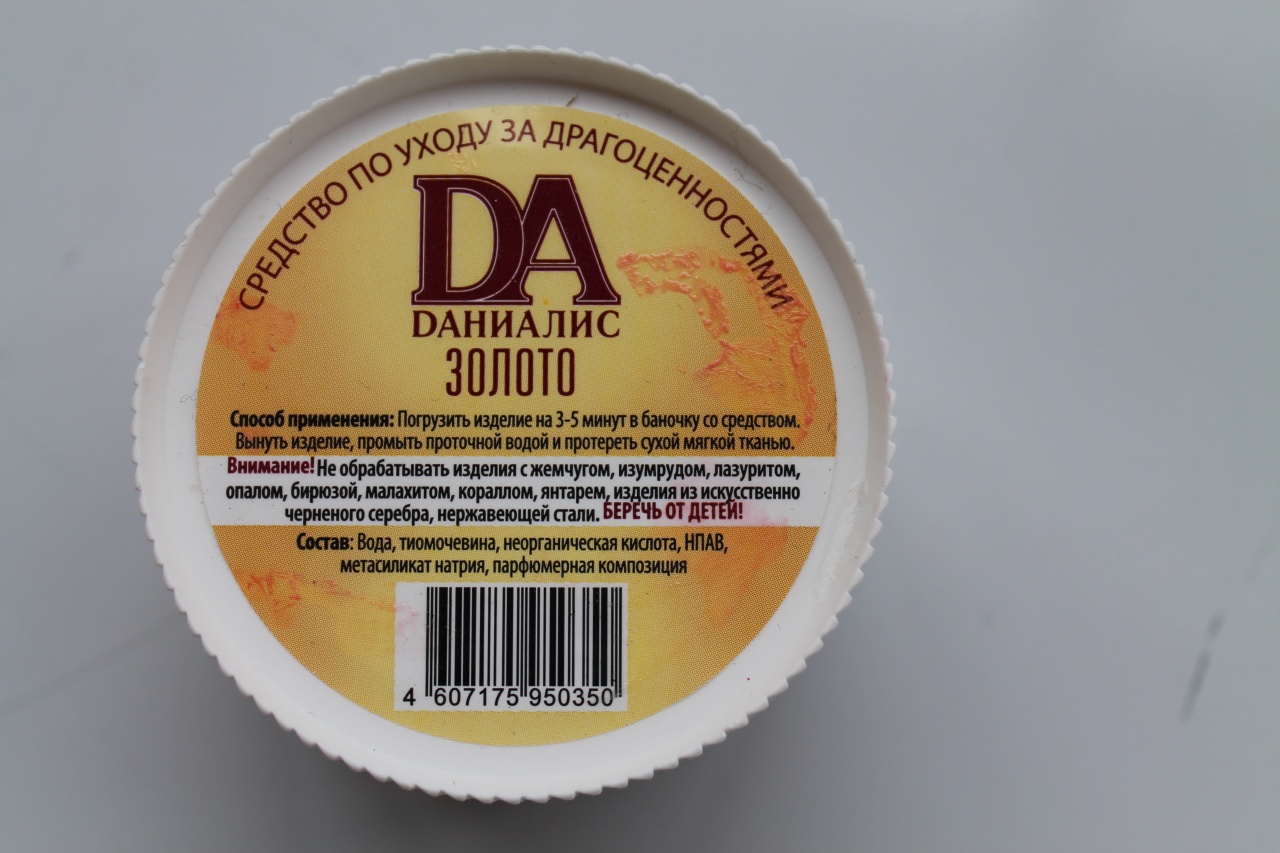 СРЕДСТВО ПО УХОДУ ЗА ДРАГОЦЕННОСТЯМИ
DA
DАНИАЛИС
ЗОЛОТО
Способ применения: Погрузить изделие на 3-5 минут в баночку со средством.
Вынуть изделие, промыть проточной водой и протереть сухой мягкой тканью.
Внимание! Не обрабатывать изделия с жемчугом, изумрудом, лазуритом,
опалом, бирюзой, малахитом, кораллом, янтарем, изделия из искусственно
черненого серебра, нержавеющей стали. БЕРЕЧЬ ОТ ДЕТЕЙ!
Состав: Вода, тиомочевина, неорганическая кислота, НПАВ,
метасиликат натрия, парфюмерная композиция
4 607175 950350